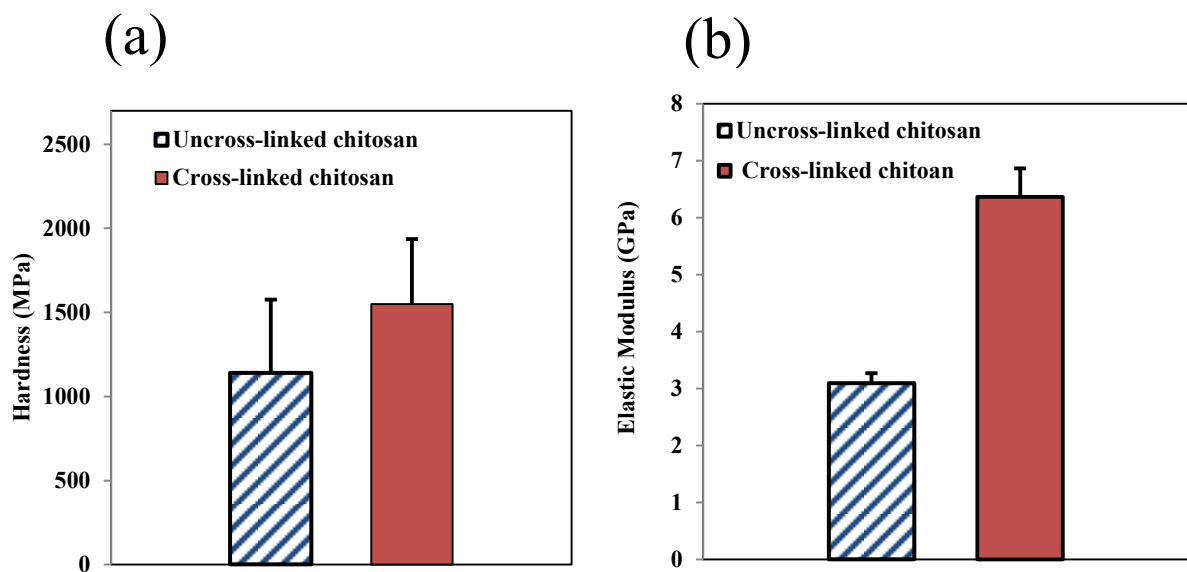 (a)
Hardness (MPa)
2500
2000
1500
1000
500
0
Uncross-linked chitosan
Cross-linked chitosan
(b)
Elastic Modulus (GPa)
8
7
6
5
4
3
2
1
0
Uncross-linked chitosan
Cross-linked chitoan